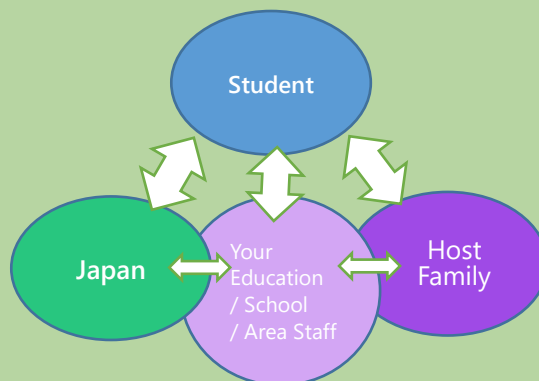 Student
Japan
Your
Education
/ School
/ Area Staff
Host
Family